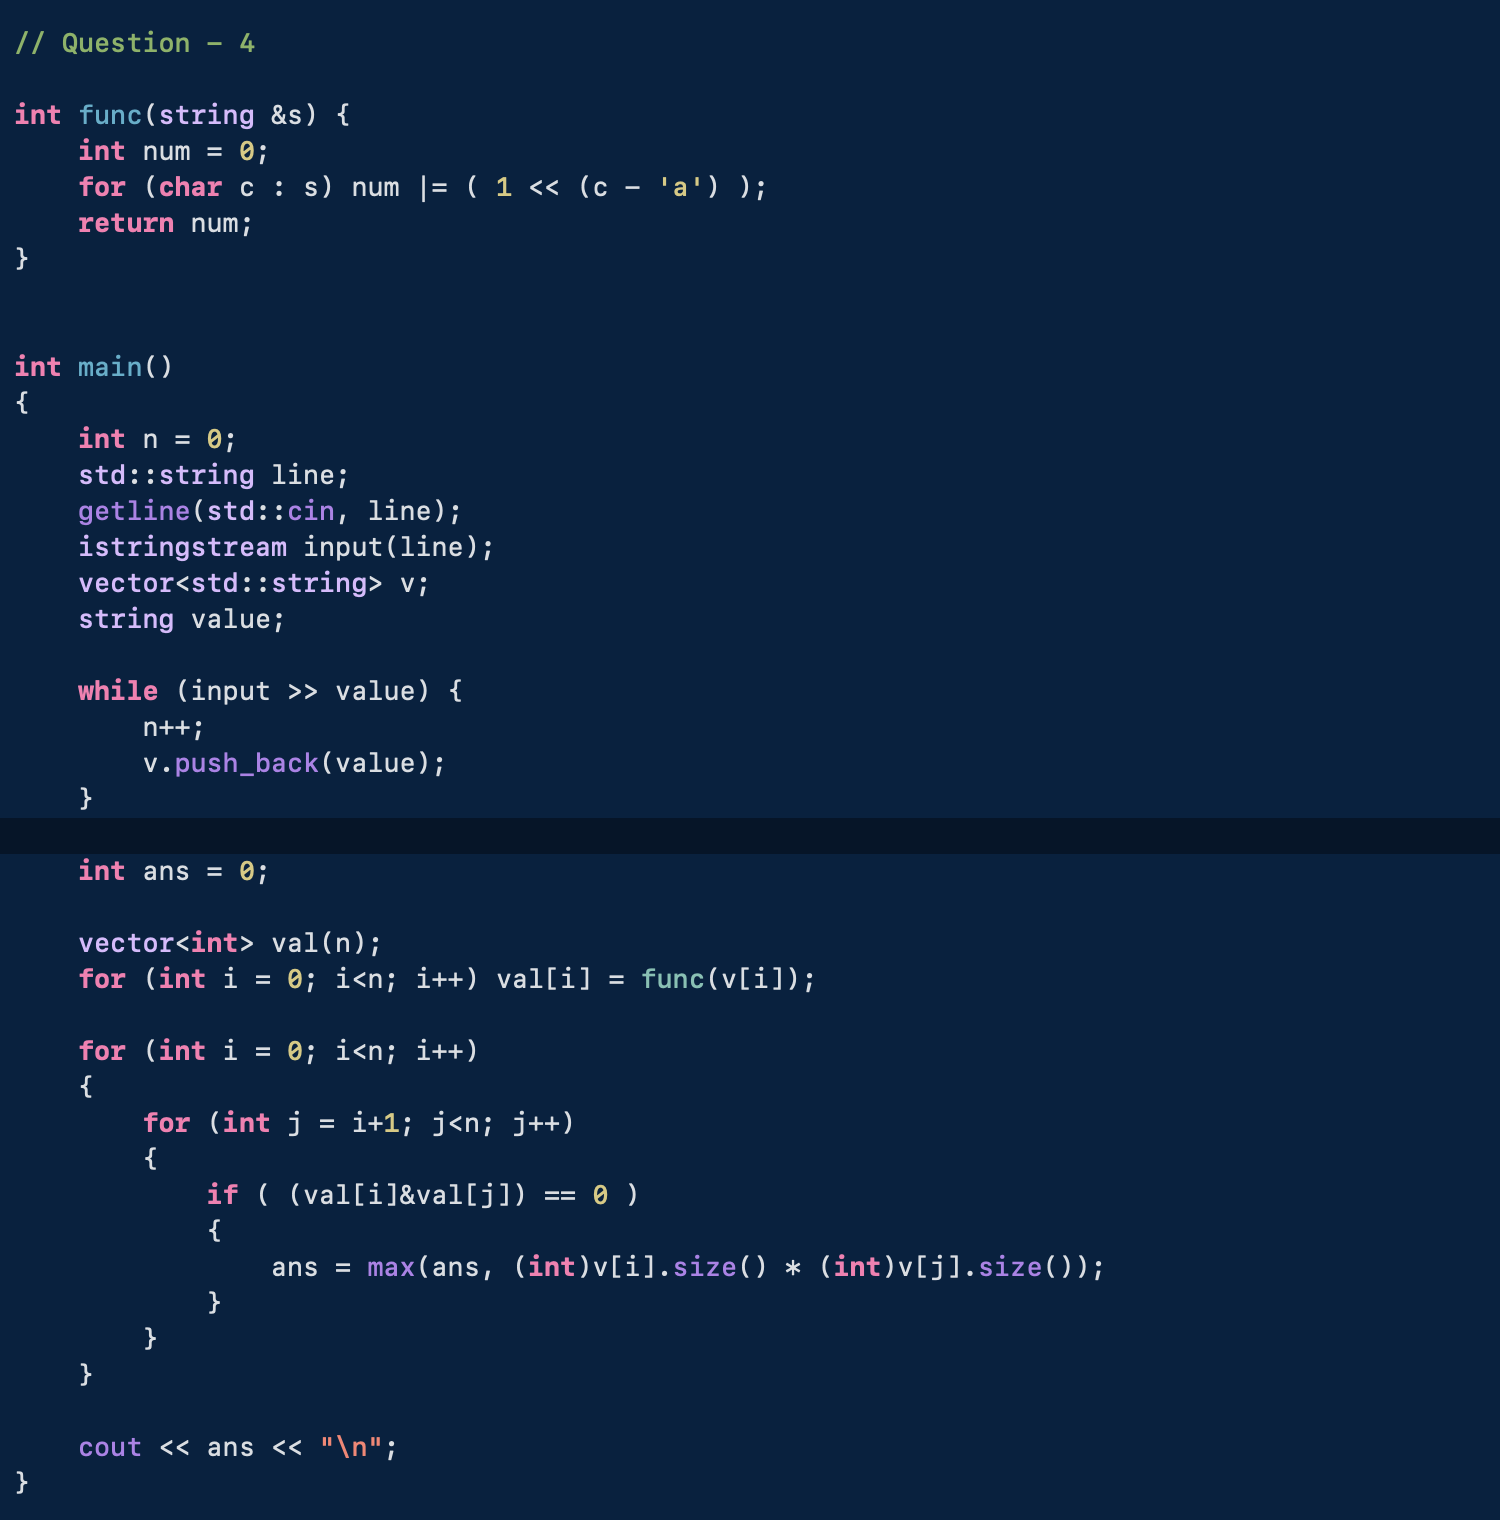 // Question - 4
int func(string &s) {
    int num = 0;
    for (char c : s) num |= ( 1 << (c - 'a') );
    return num;
}
int main()
{
    int n = 0;
    std::string line;
    getline(std::cin, line);
    istringstream input(line);
    vector<std::string> v;
    string value;
    while (input >> value) {
        n++;
        v.push_back(value);
    }
    int ans = 0;
    vector<int> val(n);
    for (int i = 0; i<n; i++) val[i] = func(v[i]);
    for (int i = 0; i<n; i++)
    {
        for (int j = i+1; j<n; j++)
        {
            if ( (val[i]&val[j]) == 0 )
            {
                ans = max(ans, (int)v[i].size() * (int)v[j].size());
            }
        }
    }
    cout << ans << "\n";
}